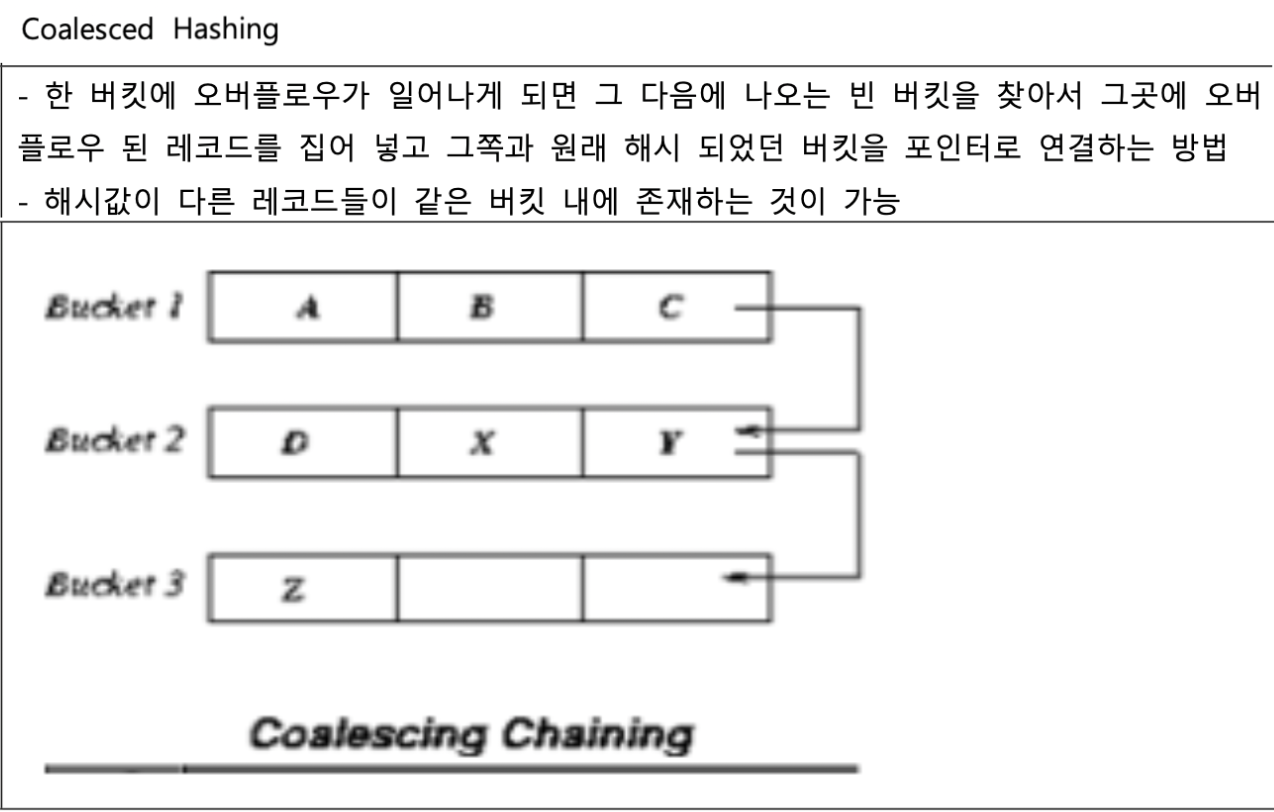 Coalesced Hashing
- 한 버킷에 오버플로우가 일어나게 되면 그 다음에 나오는 빈 버킷을 찾아서 그곳에 오버
플로우 된 레코드를 집어 넣고 그쪽과 원래 해시 되었던 버킷을 포인터로 연결하는 방법
- 해시값이 다른 레코드들이 같은 버킷 내에 존재하는 것이 가능
Bucket 1 A B C
Bucket 2 D X Y
Bucket 3 Z
Coalescing Chaining